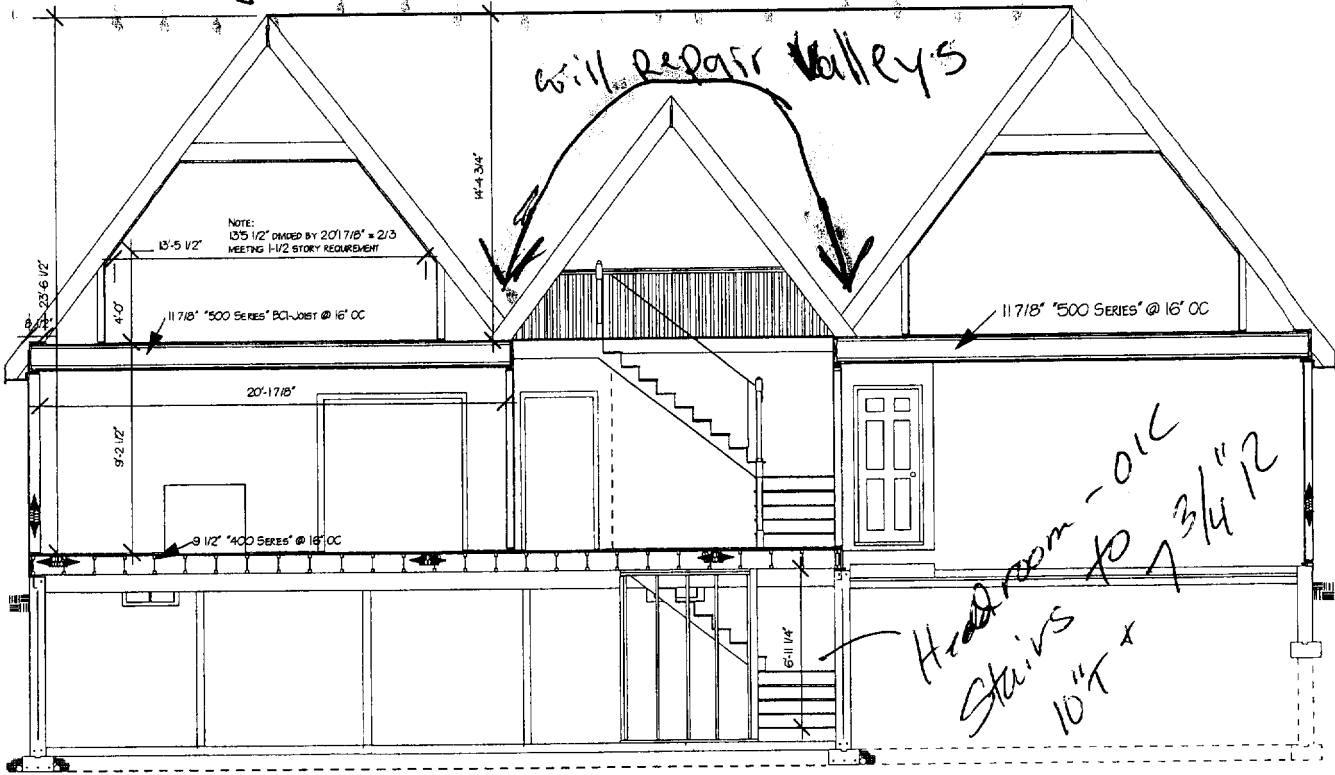 will repair valleys
14'-4 3/4"
NOTE:
13'5 1/2" DIVIDED BY 20'1 7/8" = 2/3
MEETING 1-1/2 STORY REQUIREMENT
13'-5 1/2"
23'-6 1/2"
4'-0"
11 7/8" "500 SERIES" BCI-JOIST @ 16" OC
11 7/8" "500 SERIES" @ 16" OC
20'-1 7/8"
9'-2 1/2"
9 1/2" "400 SERIES" @ 16" OC
6'-11 1/4"
Headroom - OK
Stairs to 7 3/4" R
10" T